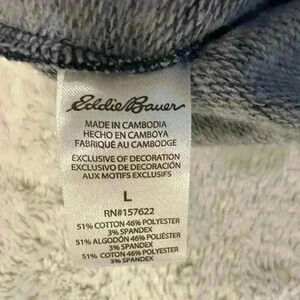 Eddie Bauer
MADE IN CAMBODIA
HECHO EN CAMBOYA
FABRIQUÉ AU CAMBODGE
EXCLUSIVE OF DECORATION
EXCLUSIVO DE DECORACIÓN
AUX MOTIFS EXCLUSIFS
L
RN#157622
51% COTTON 46% POLYESTER
3% SPANDEX
51% ALGODÓN 46% POLIÉSTER
3% SPANDEX
51% COTON 46% POLYESTER
3% SPANDEX